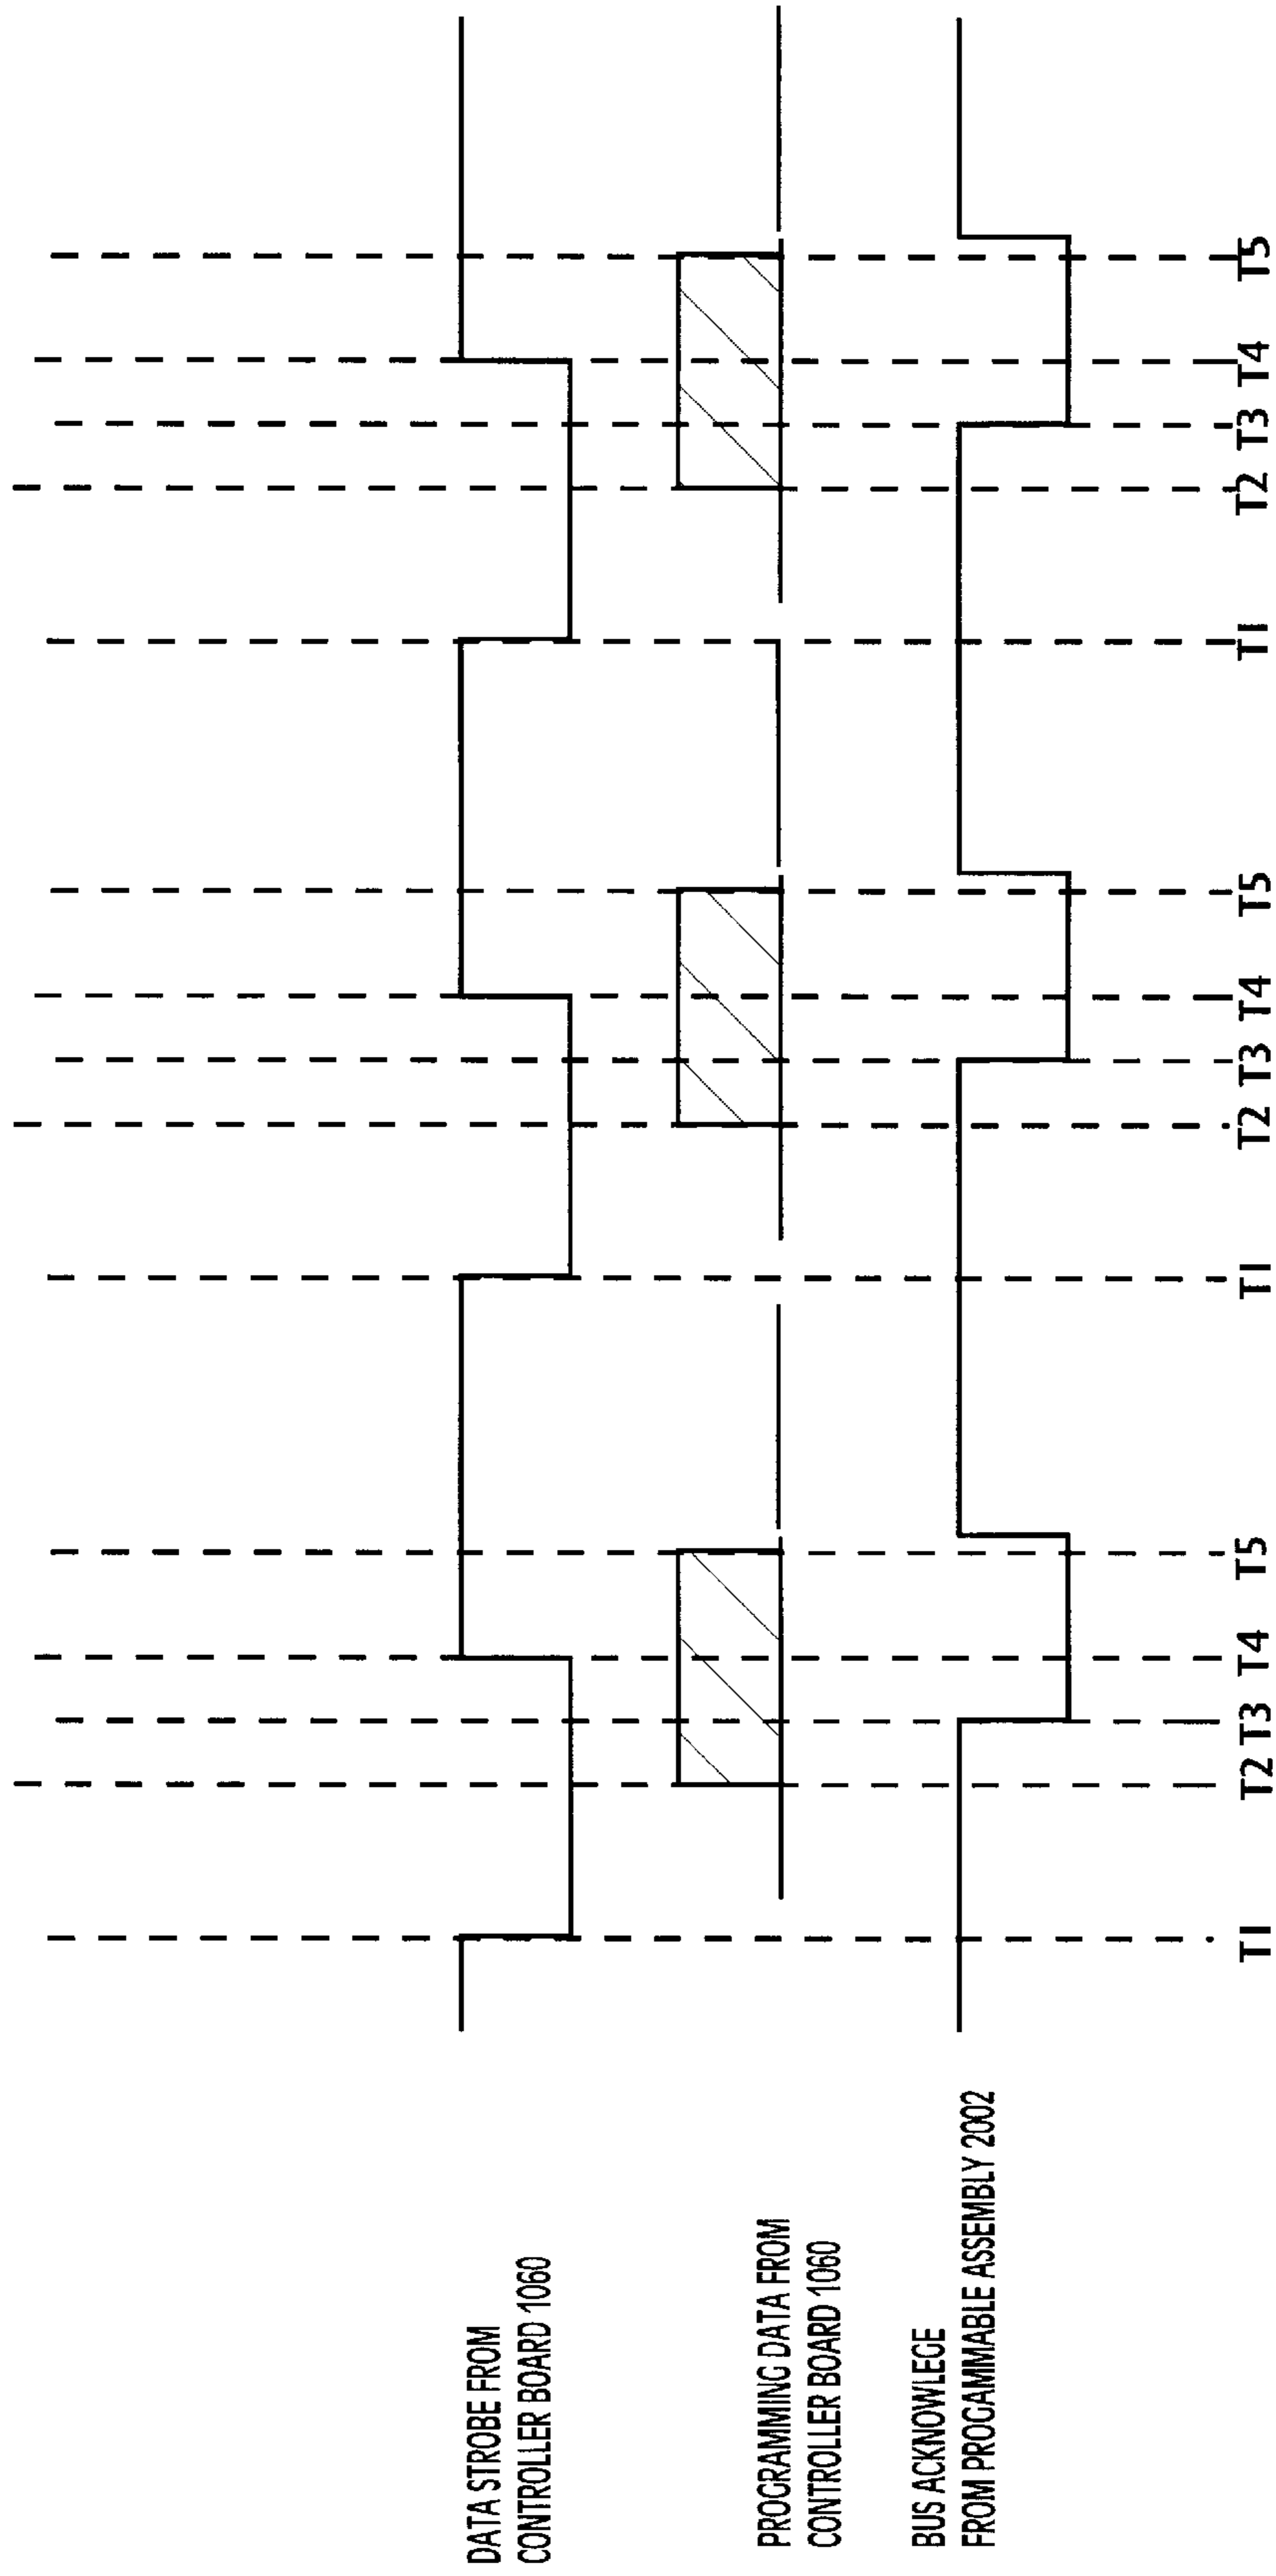 DATA STROBE FROM
CONTROLLER BOARD 1060
PROGRAMMING DATA FROM
CONTROLLER BOARD 1060
BUS ACKNOWLEGE
FROM PROGAMMABLE ASSEMBLY 2002
T1 T2 T3 T4 T5 T1 T2 T3 T4 T5 T1 T2 T3 T4 T5